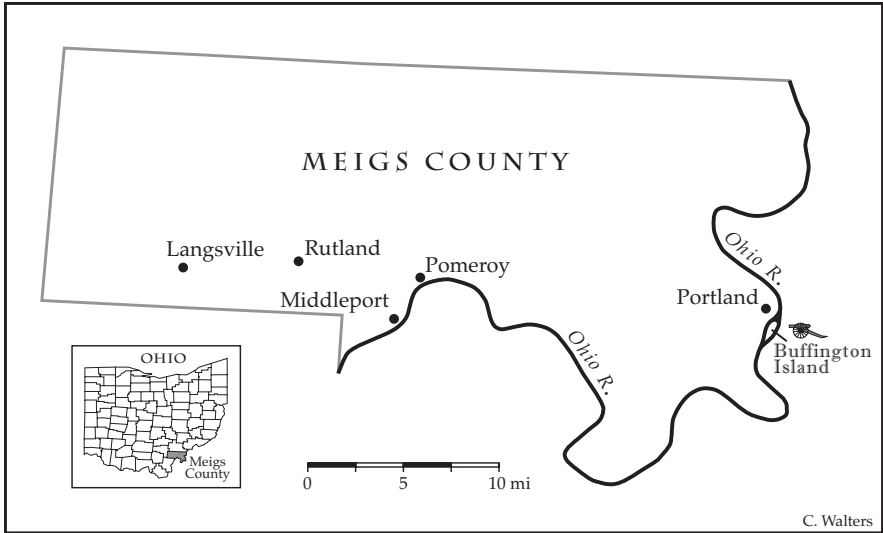 MEIGS COUNTY
Langsville
Rutland
Pomeroy
Middleport
Ohio R.
Portland
Buffington
Island
Ohio R.
OHIO
Meigs
County
0 5 10 mi
C. Walters